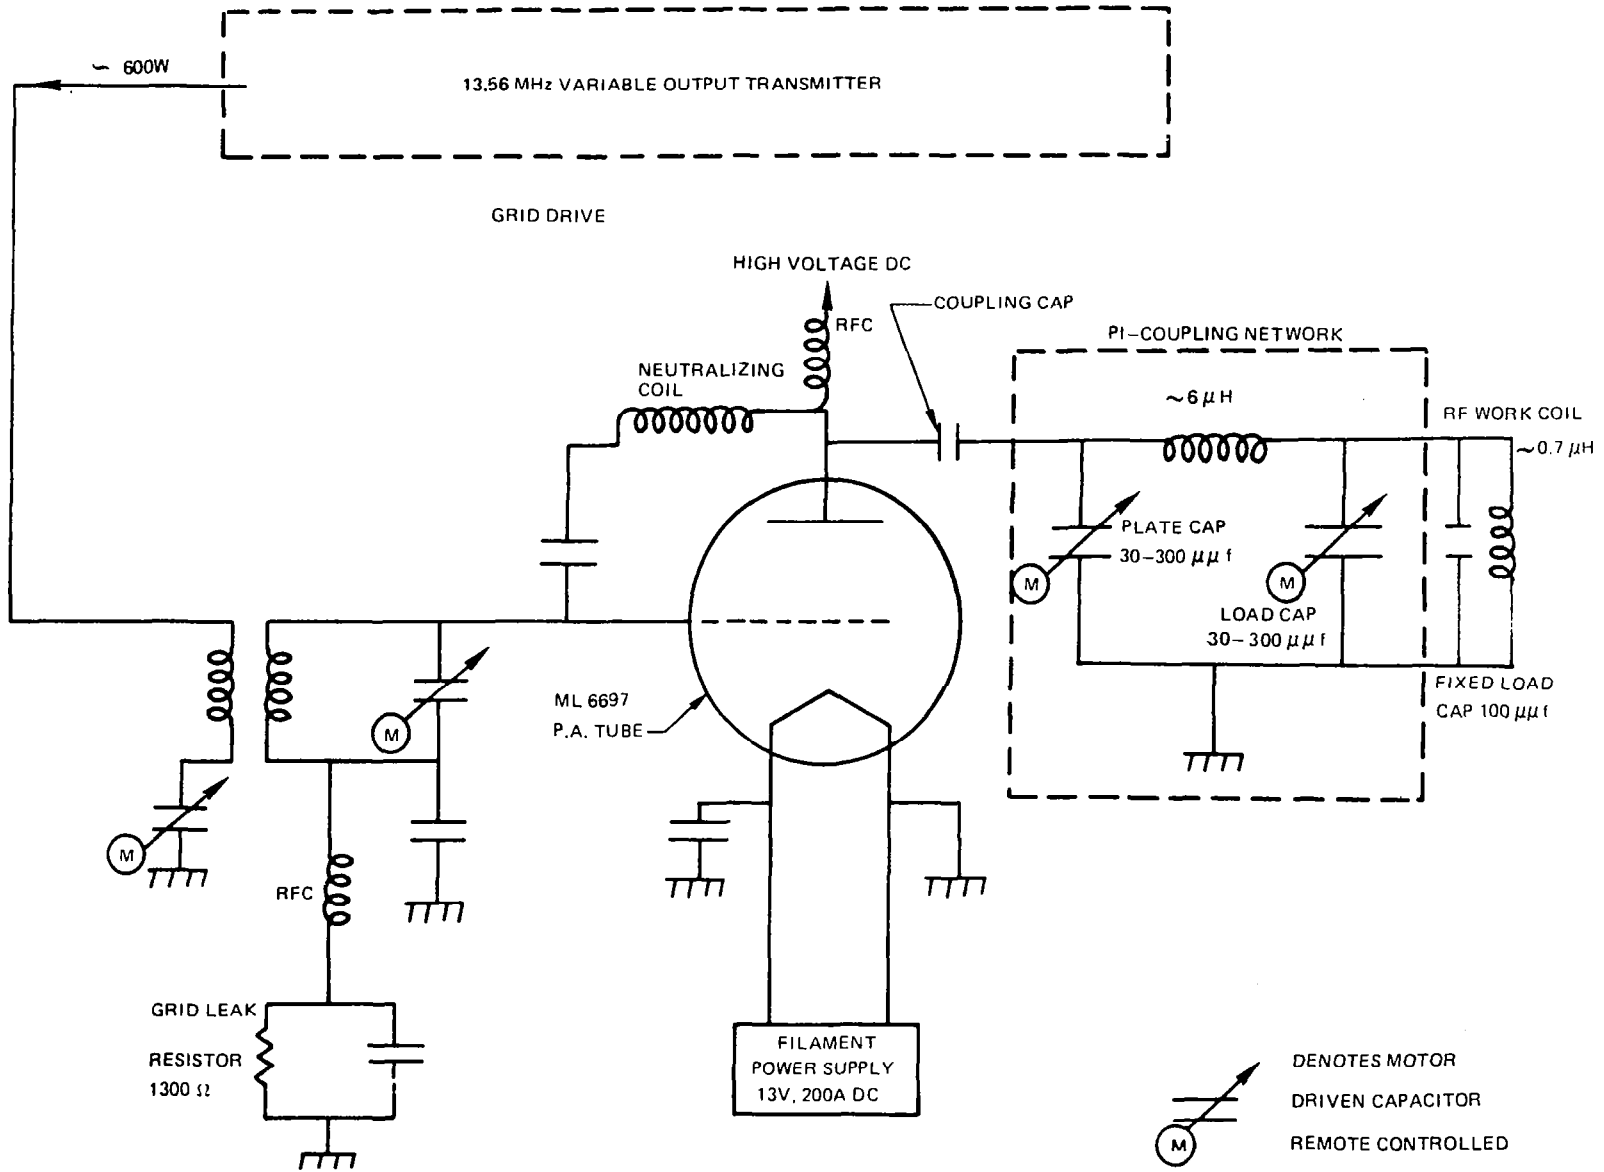 ~ 600W
13.56 MHz VARIABLE OUTPUT TRANSMITTER
GRID DRIVE
HIGH VOLTAGE DC
COUPLING CAP
RFC
PI-COUPLING NETWORK
NEUTRALIZING
COIL
~6 μH
RF WORK COIL
~0.7 μH
PLATE CAP
30-300 μμf
M
M
LOAD CAP
30-300 μμf
ML 6697
P.A. TUBE
FIXED LOAD
CAP 100 μμf
M
M
RFC
GRID LEAK
RESISTOR
1300 Ω
FILAMENT
POWER SUPPLY
13V, 200A DC
DENOTES MOTOR
DRIVEN CAPACITOR
M
REMOTE CONTROLLED